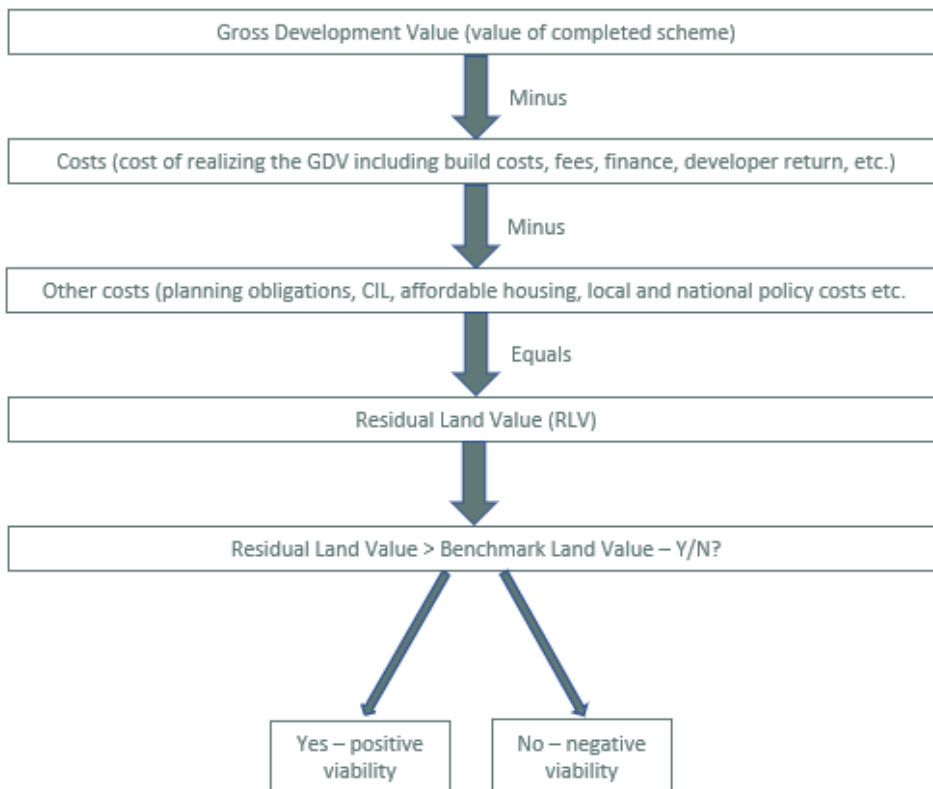 Gross Development Value (value of completed scheme)
Minus
Costs (cost of realizing the GDV including build costs, fees, finance, developer return, etc.)
Minus
Other costs (planning obligations, CIL, affordable housing, local and national policy costs etc.
Equals
Residual Land Value (RLV)
Residual Land Value > Benchmark Land Value – Y/N?
Yes – positive
viability
No – negative
viability